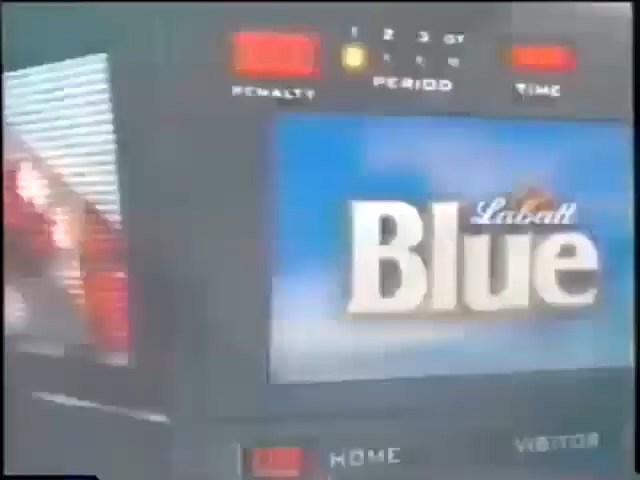 1 2 3 OT
PENALTY PERIOD TIME
Labatt
Blue
HOME VISITOR